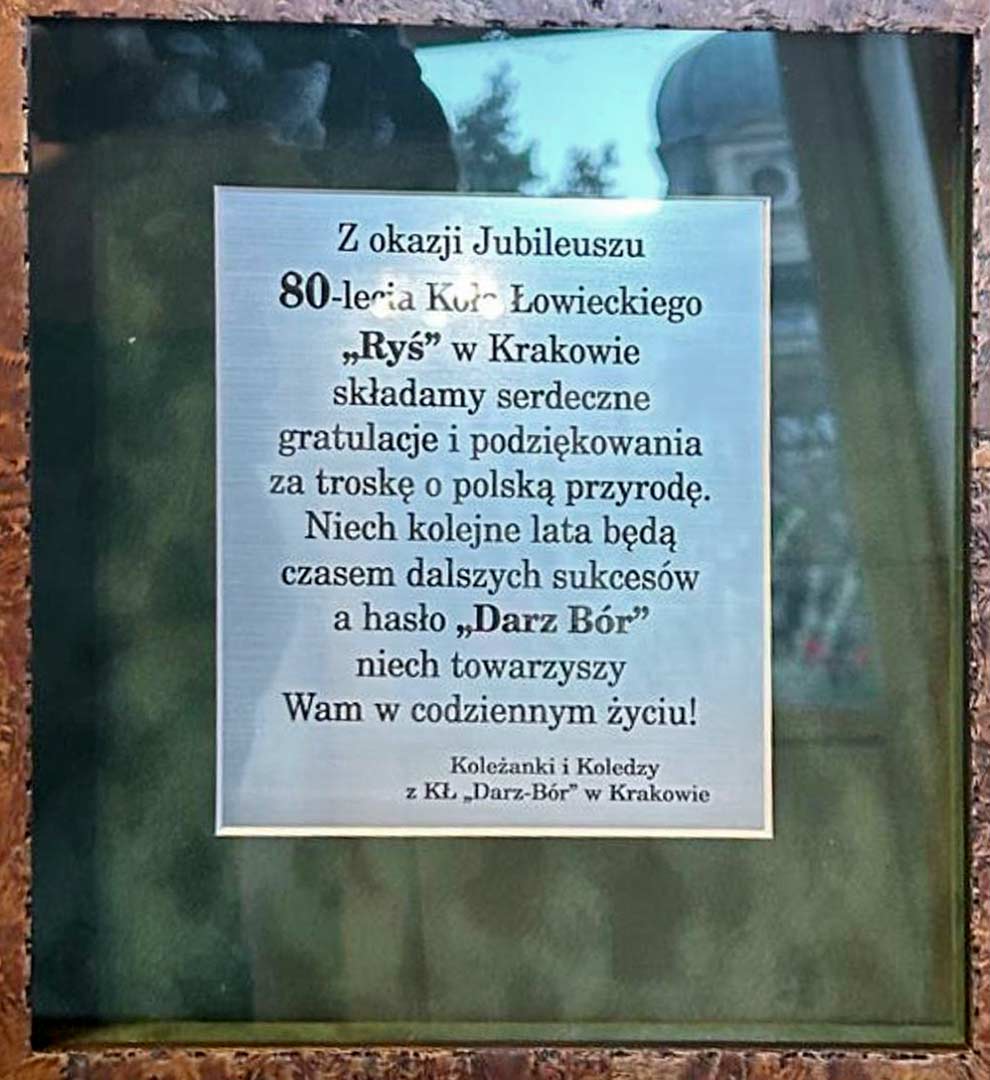 Z okazji Jubileuszu
80-lecia Koła Łowieckiego
„Ryś” w Krakowie
składamy serdeczne
gratulacje i podziękowania
za troskę o polską przyrodę.
Niech kolejne lata będą
czasem dalszych sukcesów
a hasło „Darz Bór”
niech towarzyszy
Wam w codziennym życiu!
Koleżanki i Koledzy
z KŁ „Darz-Bór” w Krakowie